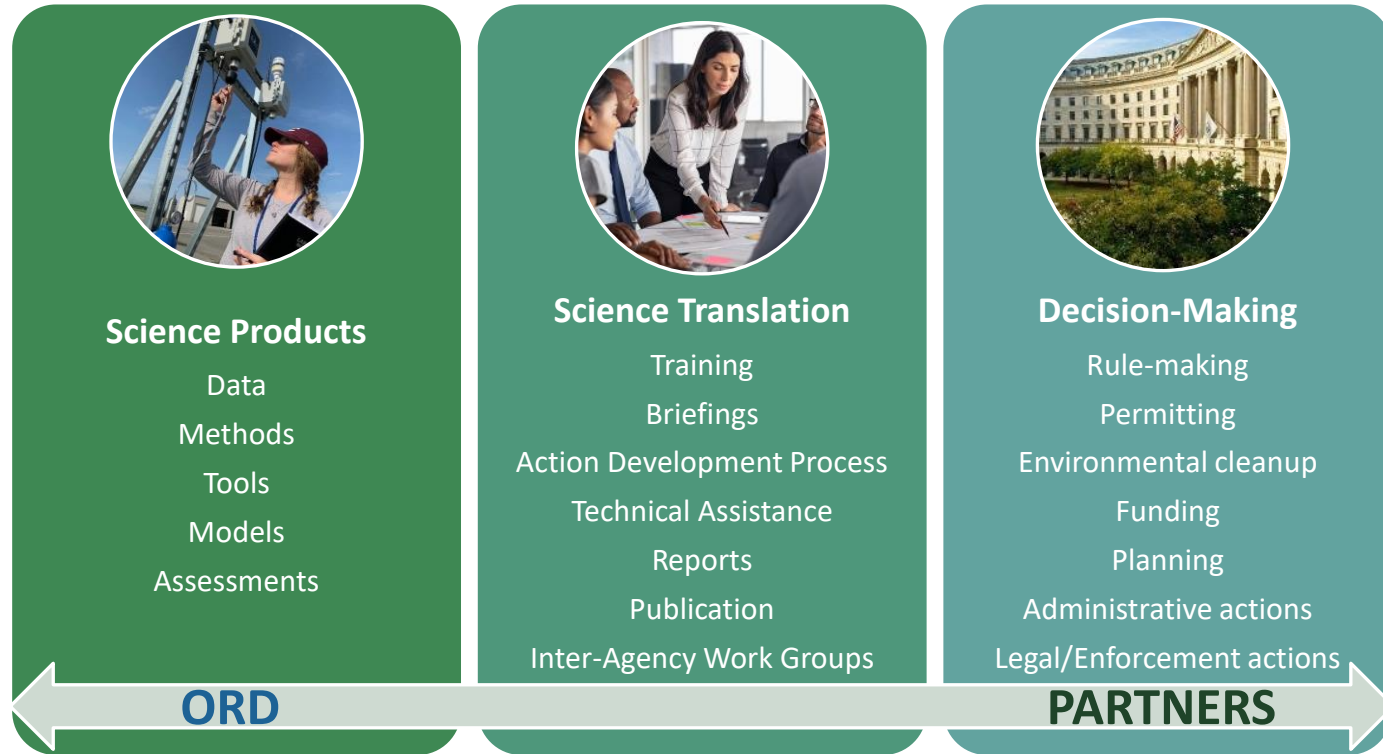 Science Products
Data
Methods
Tools
Models
Assessments
Science Translation
Training
Briefings
Action Development Process
Technical Assistance
Reports
Publication
Inter-Agency Work Groups
Decision-Making
Rule-making
Permitting
Environmental cleanup
Funding
Planning
Administrative actions
Legal/Enforcement actions
ORD
PARTNERS